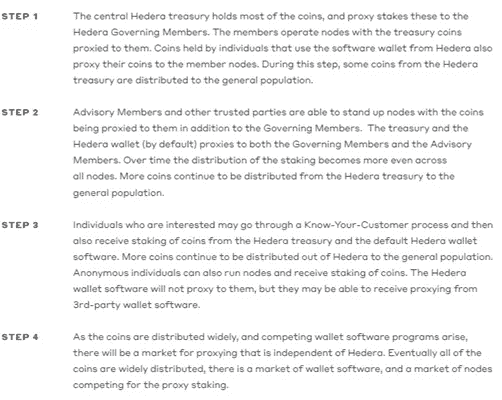 STEP 1 The central Hedera treasury holds most of the coins, and proxy stakes these to the
Hedera Governing Members. The members operate nodes with the treasury coins
proxied to them. Coins held by individuals that use the software wallet from Hedera also
proxy their coins to the member nodes. During this step, some coins from the Hedera
treasury are distributed to the general population.
STEP 2 Advisory Members and other trusted parties are able to stand up nodes with the coins
being proxied to them in addition to the Governing Members. The treasury and the
Hedera wallet (by default) proxies to both the Governing Members and the Advisory
Members. Over time the distribution of the staking becomes more even across
all nodes. More coins continue to be distributed from the Hedera treasury to the
general population.
STEP 3 Individuals who are interested may go through a Know-Your-Customer process and then
also receive staking of coins from the Hedera treasury and the default Hedera wallet
software. More coins continue to be distributed out of Hedera to the general population.
Anonymous individuals can also run nodes and receive staking of coins. The Hedera
wallet software will not proxy to them, but they may be able to receive proxying from
3rd-party wallet software.
STEP 4 As the coins are distributed widely, and competing wallet software programs arise,
there will be a market for proxying that is independent of Hedera. Eventually all of the
coins are widely distributed, there is a market of wallet software, and a market of nodes
competing for the proxy staking.